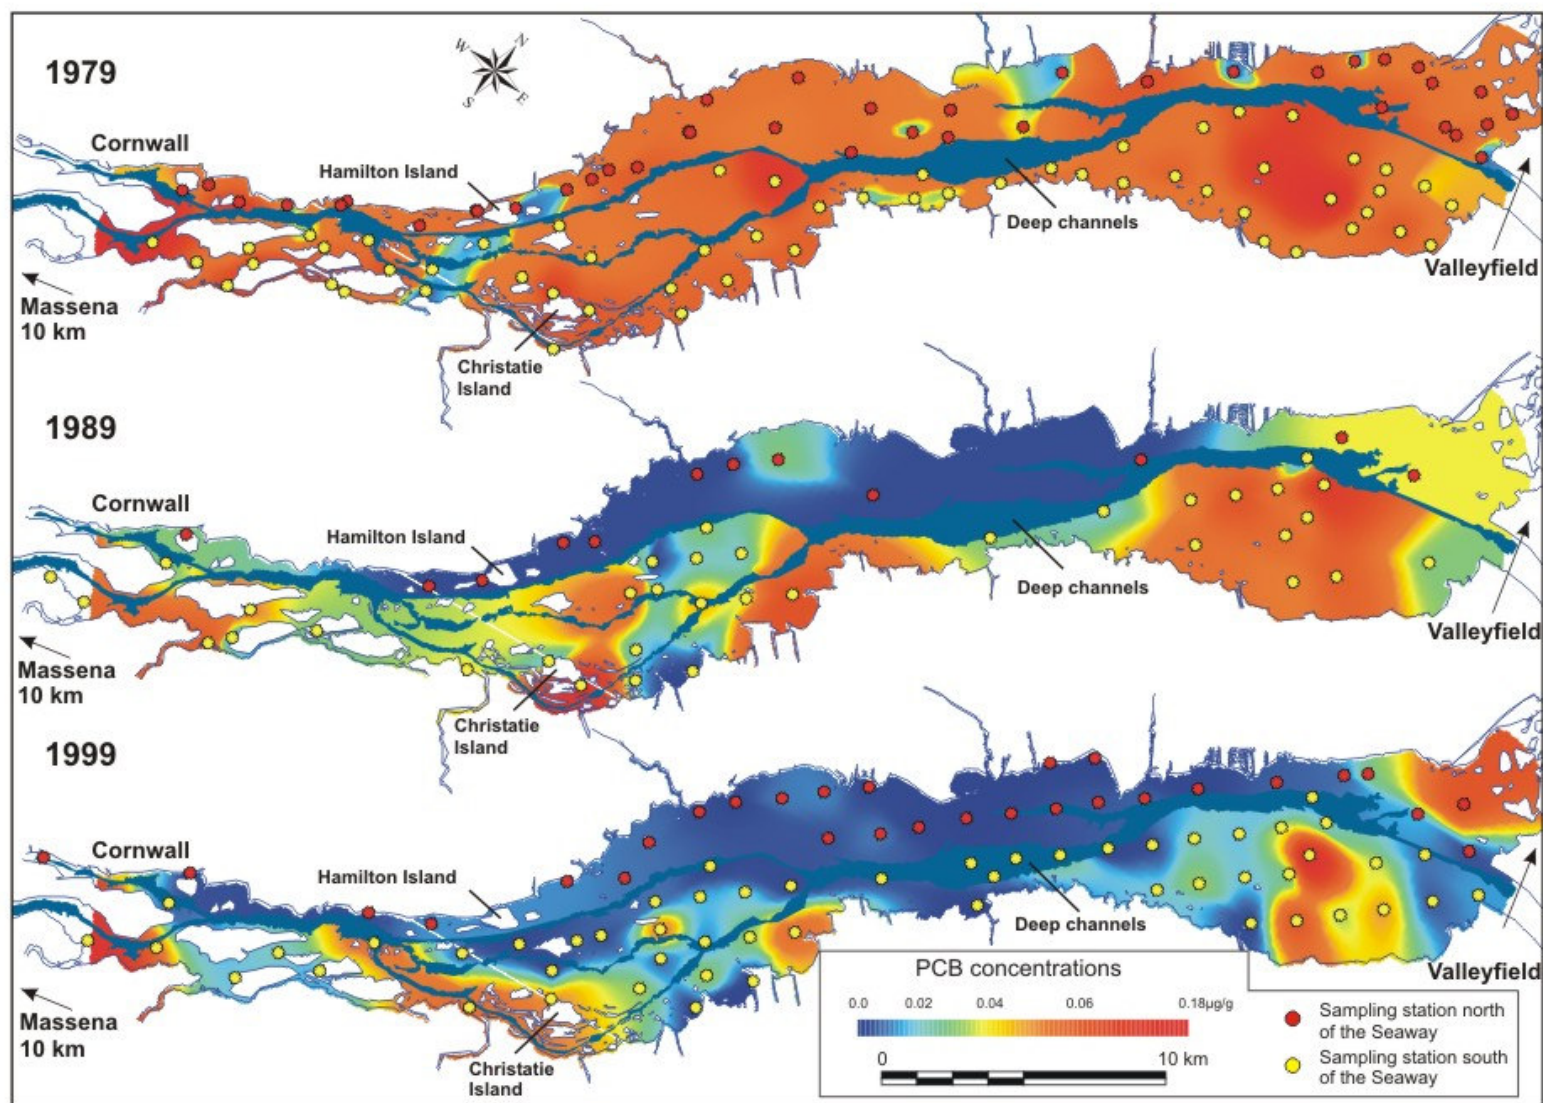 1979
W
N
S
E
Cornwall
Hamilton Island
Deep channels
Massena
10 km
Christatie
Island
Valleyfield
1989
Cornwall
Hamilton Island
Deep channels
Massena
10 km
Christatie
Island
Valleyfield
1999
Cornwall
Hamilton Island
Deep channels
Massena
10 km
Christatie
Island
Valleyfield
PCB concentrations
0.0 0.02 0.04 0.06 0.18µg/g
0 10 km
Sampling station north
of the Seaway
Sampling station south
of the Seaway